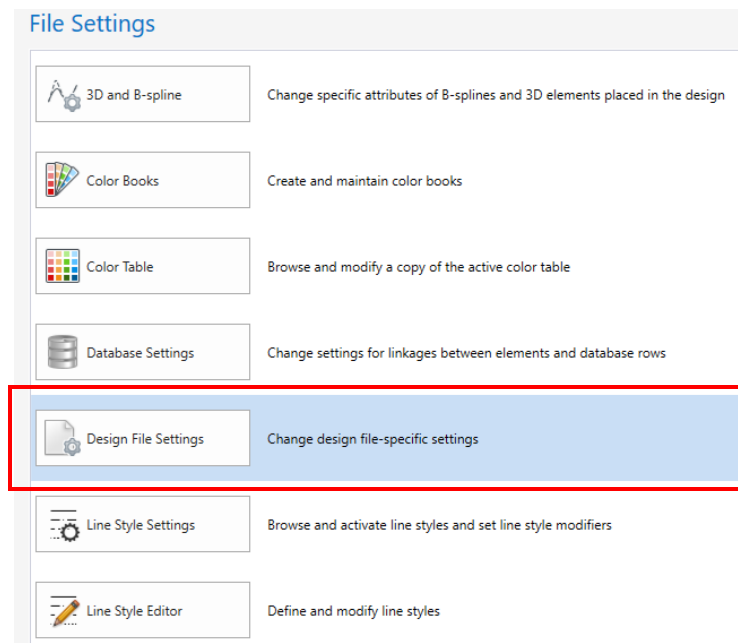 File Settings
3D and B-spline Change specific attributes of B-splines and 3D elements placed in the design
Color Books Create and maintain color books
Color Table Browse and modify a copy of the active color table
Database Settings Change settings for linkages between elements and database rows
Design File Settings Change design file-specific settings
Line Style Settings Browse and activate line styles and set line style modifiers
Line Style Editor Define and modify line styles